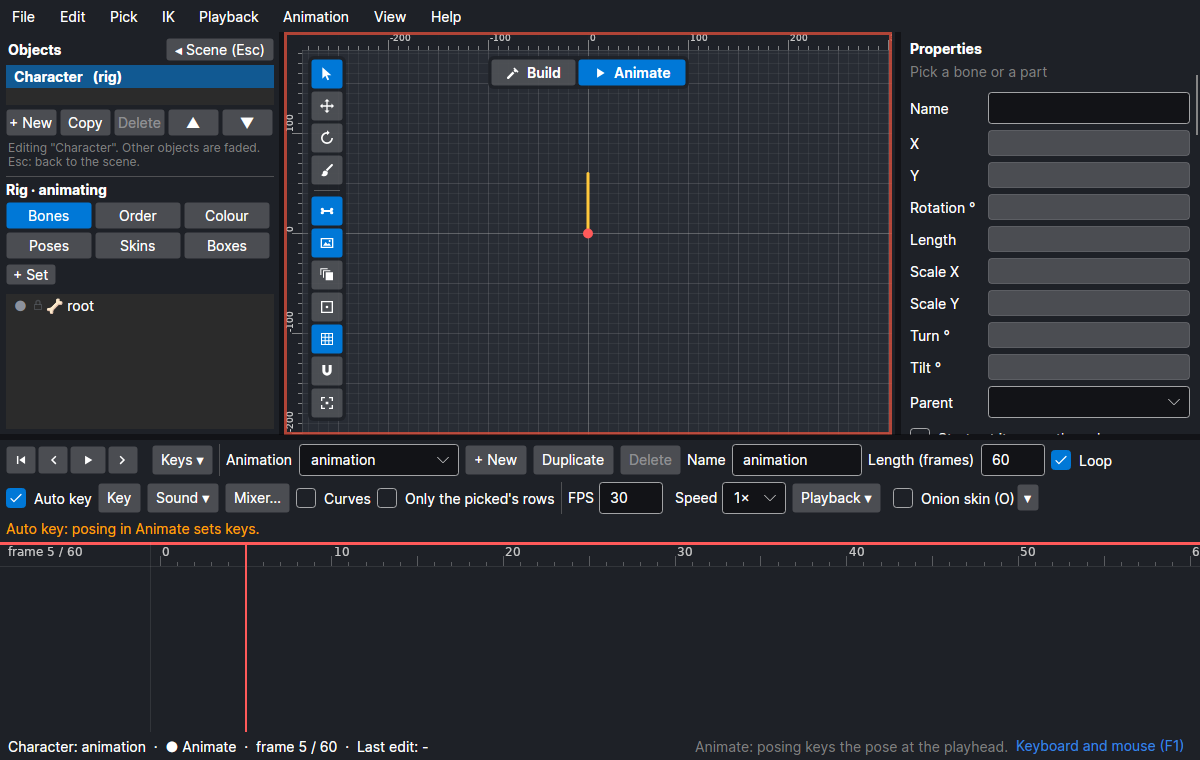 File Edit Pick IK Playback Animation View Help
Objects
◂ Scene (Esc)
Character (rig)
+ New Copy Delete ▲ ▼
Editing "Character". Other objects are faded.
Esc: back to the scene.
Rig · animating
Bones Order Colour
Poses Skins Boxes
+ Set
root
-200 -100 0 100 200
100
0
-100
-200
Build
Animate
Properties
Pick a bone or a part
Name
X
Y
Rotation °
Length
Scale X
Scale Y
Turn °
Tilt °
Parent
Keys ▾ Animation animation + New Duplicate Delete Name animation Length (frames) 60 Loop
Auto key Key Sound ▾ Mixer... Curves Only the picked's rows FPS 30 Speed 1× Playback ▾ Onion skin (O) ▾
Auto key: posing in Animate sets keys.
frame 5 / 60 0 10 20 30 40 50 6
Character: animation · ● Animate · frame 5 / 60 · Last edit: -
Animate: posing keys the pose at the playhead. Keyboard and mouse (F1)